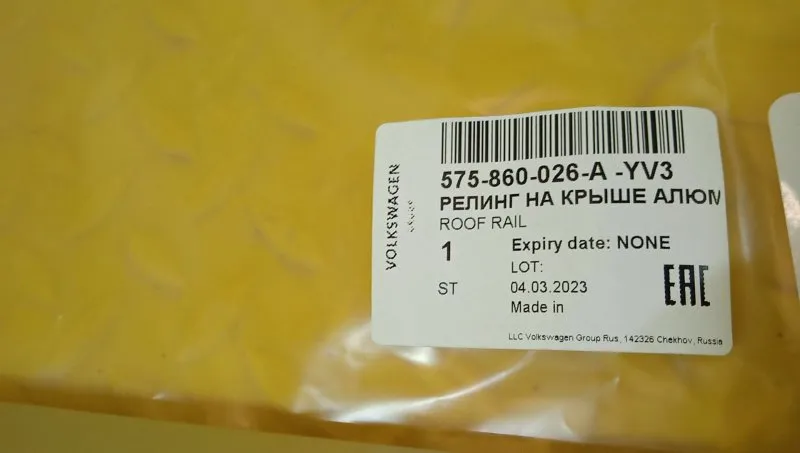 575-860-026-A -YV3
РЕЛИНГ НА КРЫШЕ АЛЮМ
ROOF RAIL
VOLKSWAGEN
1
Expiry date: NONE
LOT:
ST
04.03.2023
Made in
EAC
LLC Volkswagen Group Rus, 142326 Chekhov, Russia